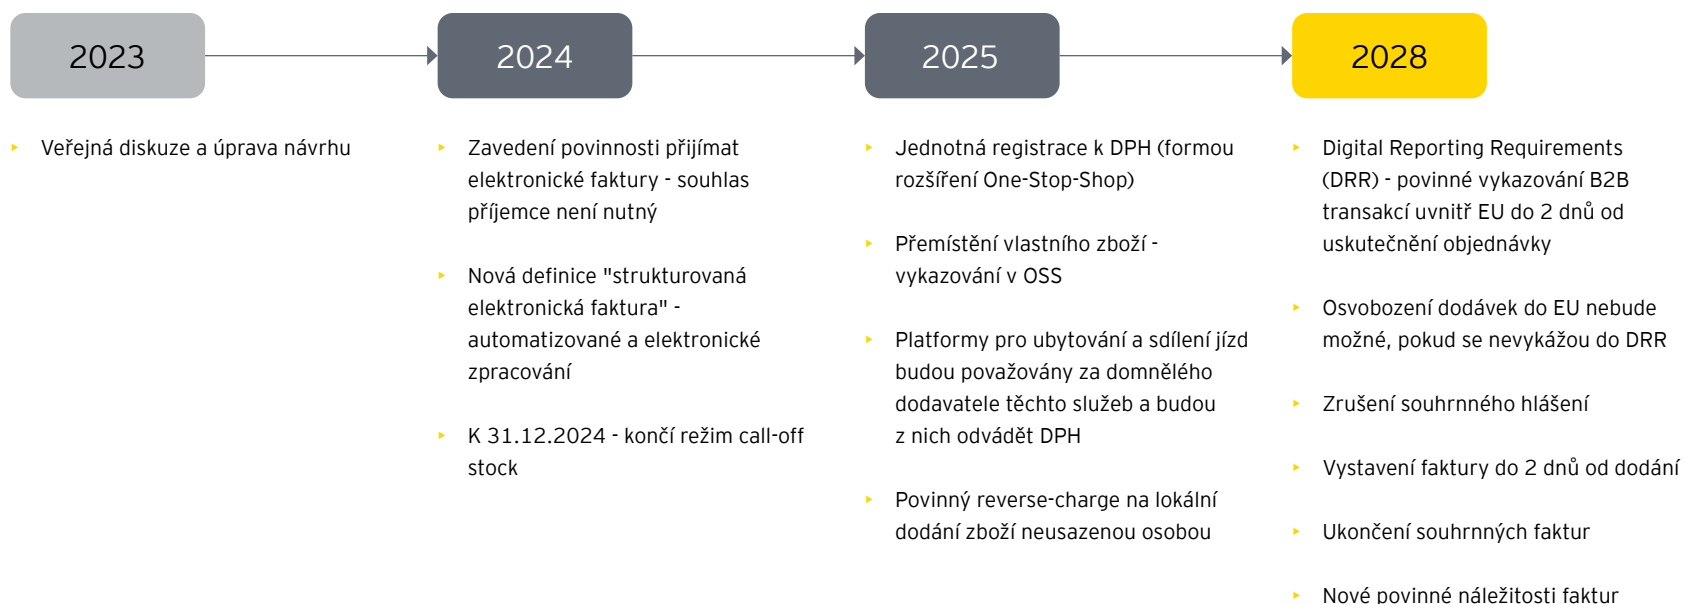 2023
2024
2025
2028
Veřejná diskuze a úprava návrhu
Zavedení povinnosti přijímat
elektronické faktury - souhlas
příjemce není nutný
Nová definice "strukturovaná
elektronická faktura" -
automatizované a elektronické
zpracování
K 31.12.2024 - končí režim call-off
stock
Jednotná registrace k DPH (formou
rozšíření One-Stop-Shop)
Přemístění vlastního zboží -
vykazování v OSS
Platformy pro ubytování a sdílení jízd
budou považovány za domnělého
dodavatele těchto služeb a budou
z nich odvádět DPH
Povinný reverse-charge na lokální
dodání zboží neusazenou osobou
Digital Reporting Requirements
(DRR) - povinné vykazování B2B
transakcí uvnitř EU do 2 dnů od
uskutečnění objednávky
Osvobození dodávek do EU nebude
možné, pokud se nevykážou do DRR
Zrušení souhrnného hlášení
Vystavení faktury do 2 dnů od dodání
Ukončení souhrnných faktur
Nové povinné náležitosti faktur